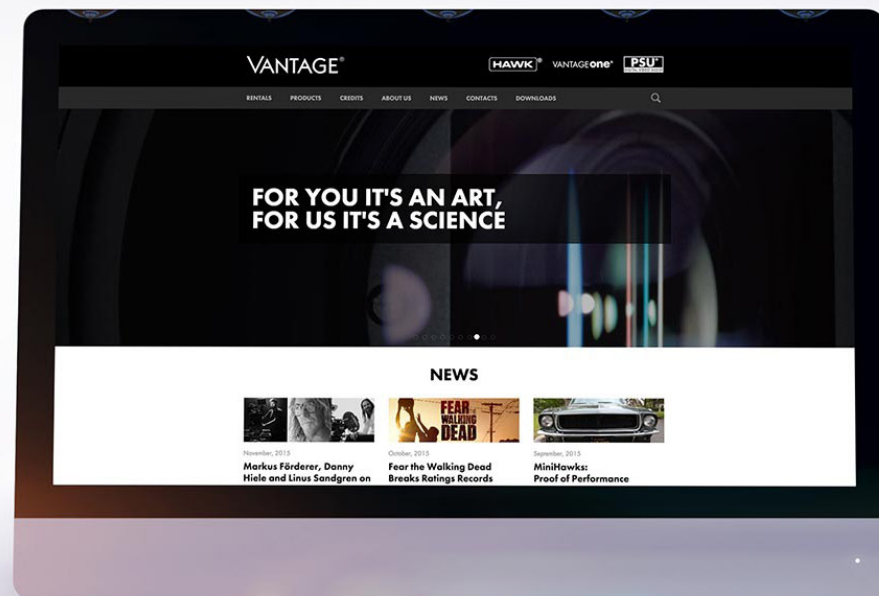 VANTAGE®
HAWK® VANTAGEONE® PSU®
RENTALS PRODUCTS CREDITS ABOUT US NEWS CONTACTS DOWNLOADS
FOR YOU IT'S AN ART,
FOR US IT'S A SCIENCE
NEWS
FEAR THE
WALKING
DEAD
November, 2015
Markus Förderer, Danny
Hiele and Linus Sandgren on
October, 2015
Fear the Walking Dead
Breaks Ratings Records
September, 2015
MiniHawks:
Proof of Performance